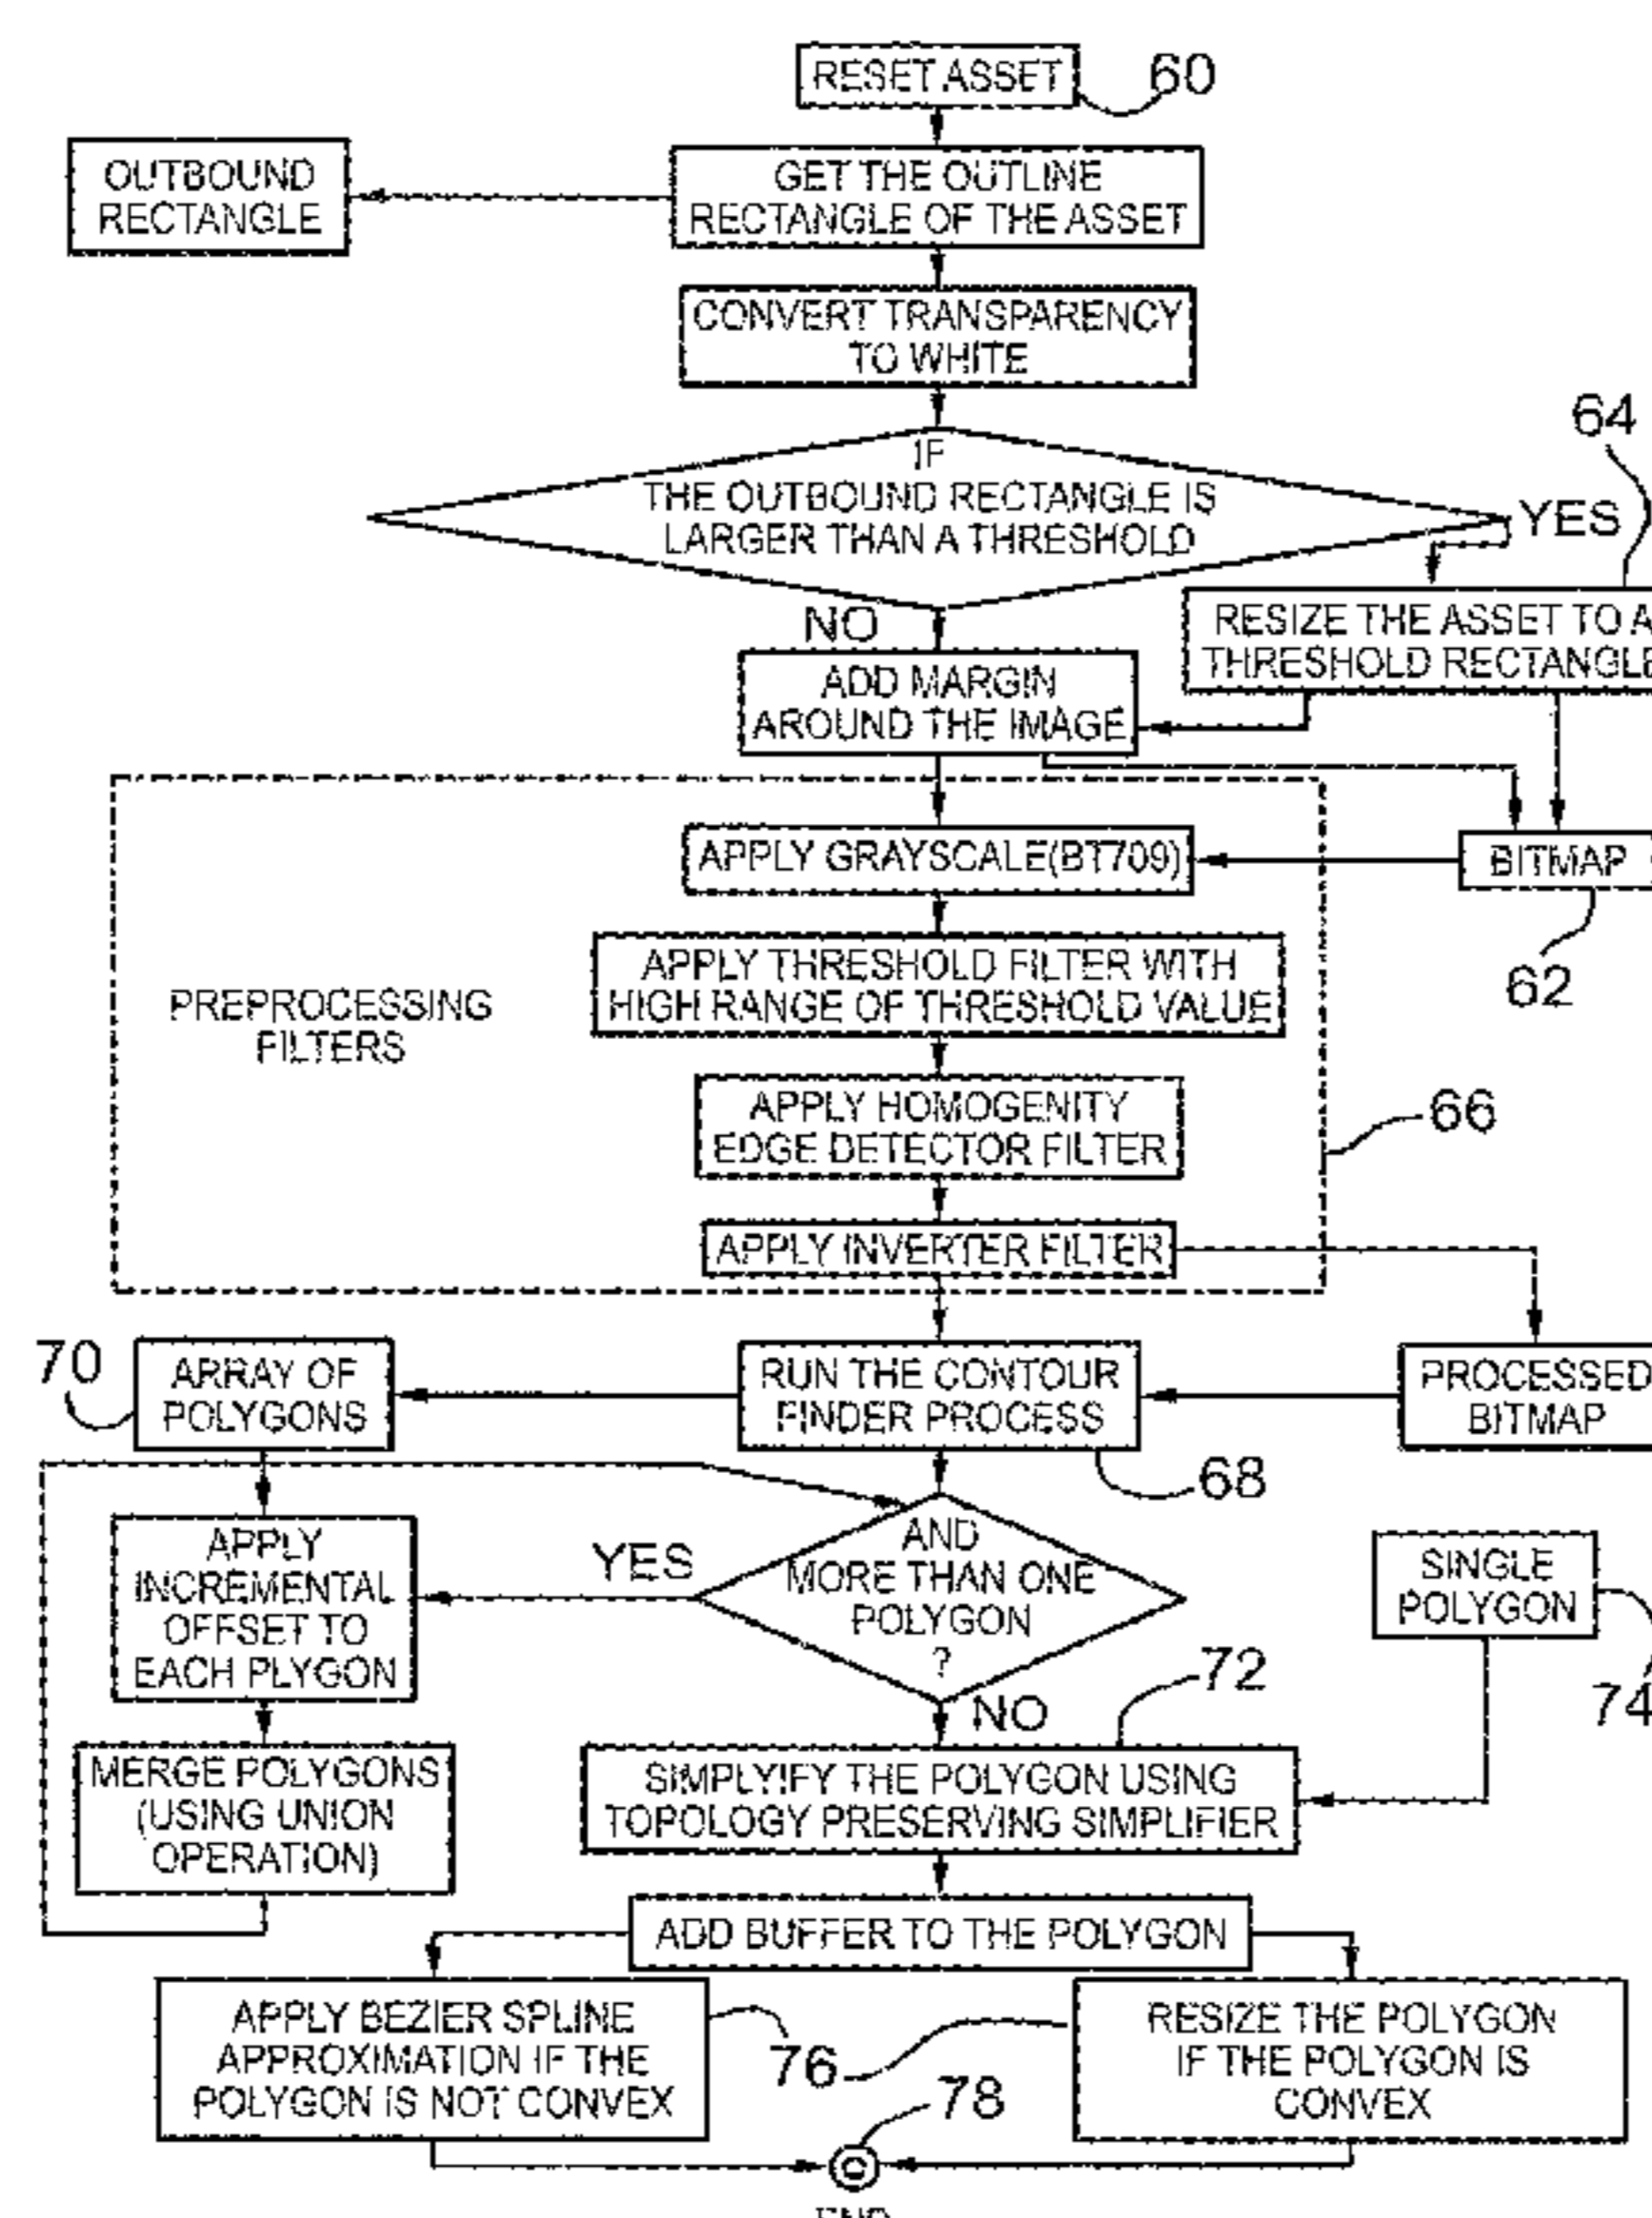 RESET ASSET
60
OUTBOUND
RECTANGLE
GET THE OUTLINE
RECTANGLE OF THE ASSET
CONVERT TRANSPARENCY
TO WHITE
64
IF
THE OUTBOUND RECTANGLE IS
LARGER THAN A THRESHOLD
YES
NO
RESIZE THE ASSET TO A
THRESHOLD RECTANGLE
ADD MARGIN
AROUND THE IMAGE
APPLY GRAYSCALE(BT709)
BITMAP
62
APPLY THRESHOLD FILTER WITH
HIGH RANGE OF THRESHOLD VALUE
PREPROCESSING
FILTERS
APPLY HOMOGENITY
EDGE DETECTOR FILTER
66
APPLY INVERTER FILTER
70
ARRAY OF
POLYGONS
RUN THE CONTOUR
FINDER PROCESS
PROCESSED
BITMAP
68
APPLY
INCREMENTAL
OFFSET TO
EACH PLYGON
YES
AND
MORE THAN ONE
POLYGON
?
SINGLE
POLYGON
72
74
NO
MERGE POLYGONS
(USING UNION
OPERATION)
SIMPLYIFY THE POLYGON USING
TOPOLOGY PRESERVING SIMPLIFIER
ADD BUFFER TO THE POLYGON
APPLY BEZIER SPLINE
APPROXIMATION IF THE
POLYGON IS NOT CONVEX
76
RESIZE THE POLYGON
IF THE POLYGON IS
CONVEX
78
END